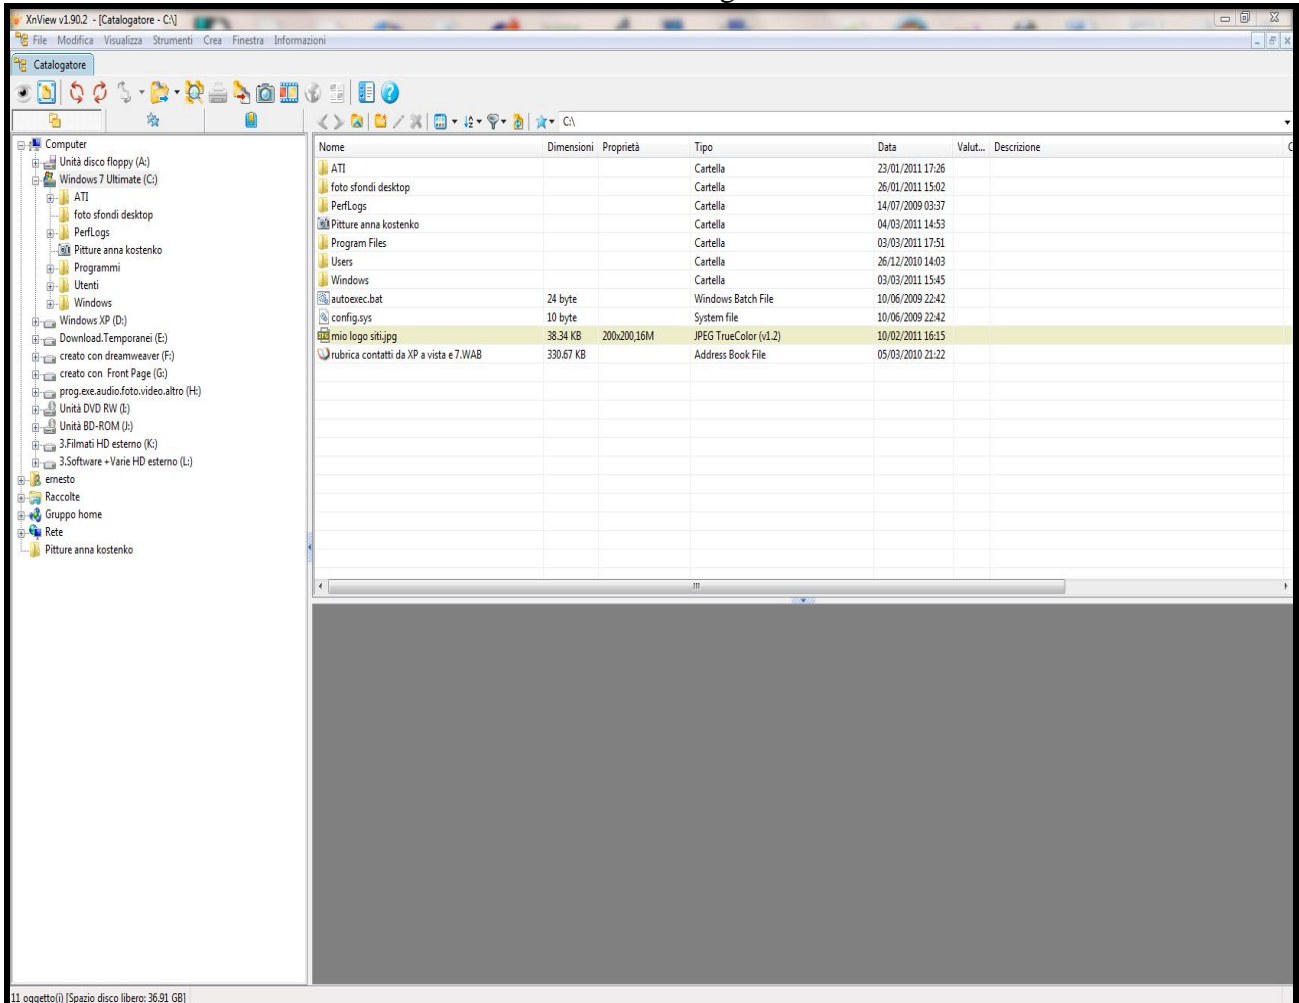 XnView v1.90.2 - [Catalogatore - C:\]
File Modifica Visualizza Strumenti Crea Finestra Informazioni
Catalogatore
C:\
Computer
Unità disco floppy (A:)
Windows 7 Ultimate (C:)
ATI
foto sfondi desktop
PerfLogs
Pitture anna kostenko
Programmi
Utenti
Windows
Windows XP (D:)
Download.Temporanei (E:)
creato con dreamweaver (F:)
creato con Front Page (G:)
prog.exe.audio.foto.video.altro (H:)
Unità DVD RW (I:)
Unità BD-ROM (J:)
3.Filmati HD esterno (K:)
3.Software +Varie HD esterno (L:)
ernesto
Raccolte
Gruppo home
Rete
Pitture anna kostenko
Nome Dimensioni Proprietà Tipo Data Valut... Descrizione
ATI Cartella 23/01/2011 17:26
foto sfondi desktop Cartella 26/01/2011 15:02
PerfLogs Cartella 14/07/2009 03:37
Pitture anna kostenko Cartella 04/03/2011 14:53
Program Files Cartella 03/03/2011 17:51
Users Cartella 26/12/2010 14:03
Windows Cartella 03/03/2011 15:45
autoexec.bat 24 byte Windows Batch File 10/06/2009 22:42
config.sys 10 byte System file 10/06/2009 22:42
mio logo siti.jpg 38.34 KB 200x200,16M JPEG TrueColor (v1.2) 10/02/2011 16:15
rubrica contatti da XP a vista e 7.WAB 330.67 KB Address Book File 05/03/2010 21:22
11 oggetto(i) [Spazio disco libero: 36.91 GB]